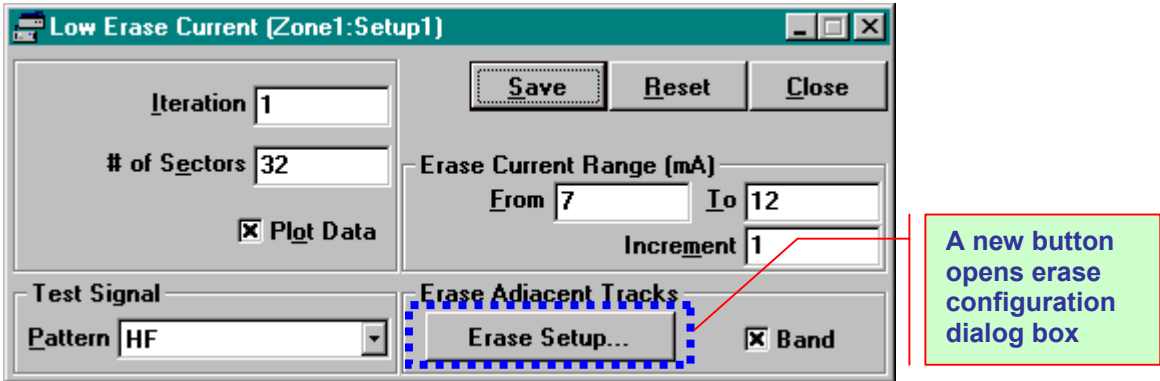 Low Erase Current (Zone1:Setup1)
Save Reset Close
Iteration 1
# of Sectors 32
Plot Data
Erase Current Range (mA)
From 7 To 12
Increment 1
Test Signal
Pattern HF
Erase Adjacent Tracks
Erase Setup...
Band
A new button
opens erase
configuration
dialog box